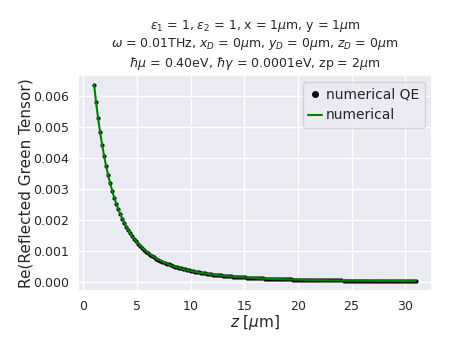 ε₁ = 1, ε₂ = 1, x = 1μm, y = 1μm
ω = 0.01THz, x_D = 0μm, y_D = 0μm, z_D = 0μm
ℏμ = 0.40eV, ℏγ = 0.0001eV, zp = 2μm
numerical QE
numerical
Re(Reflected Green Tensor)
0.006
0.005
0.004
0.003
0.002
0.001
0.000
0 5 10 15 20 25 30
z [μm]